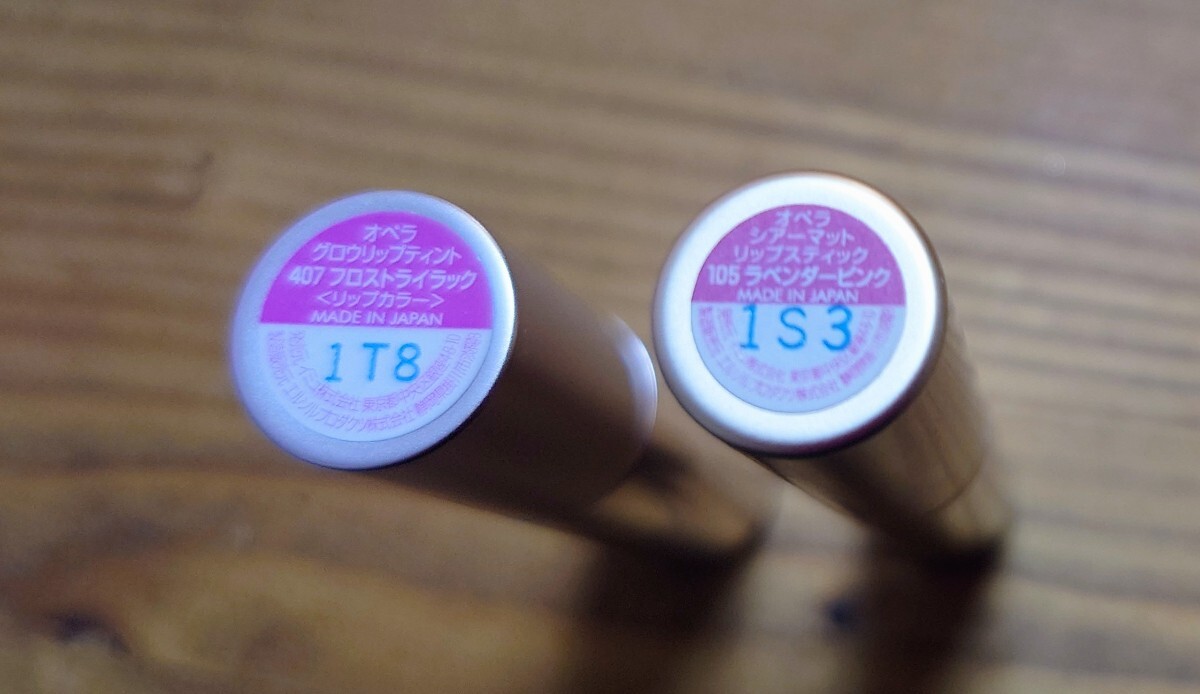 オペラ
グロウリップティント
407 フロストライラック
<リップカラー>
MADE IN JAPAN
1T8
オペラ
シアーマット
リップスティック
105 ラベンダーピンク
MADE IN JAPAN
1S3